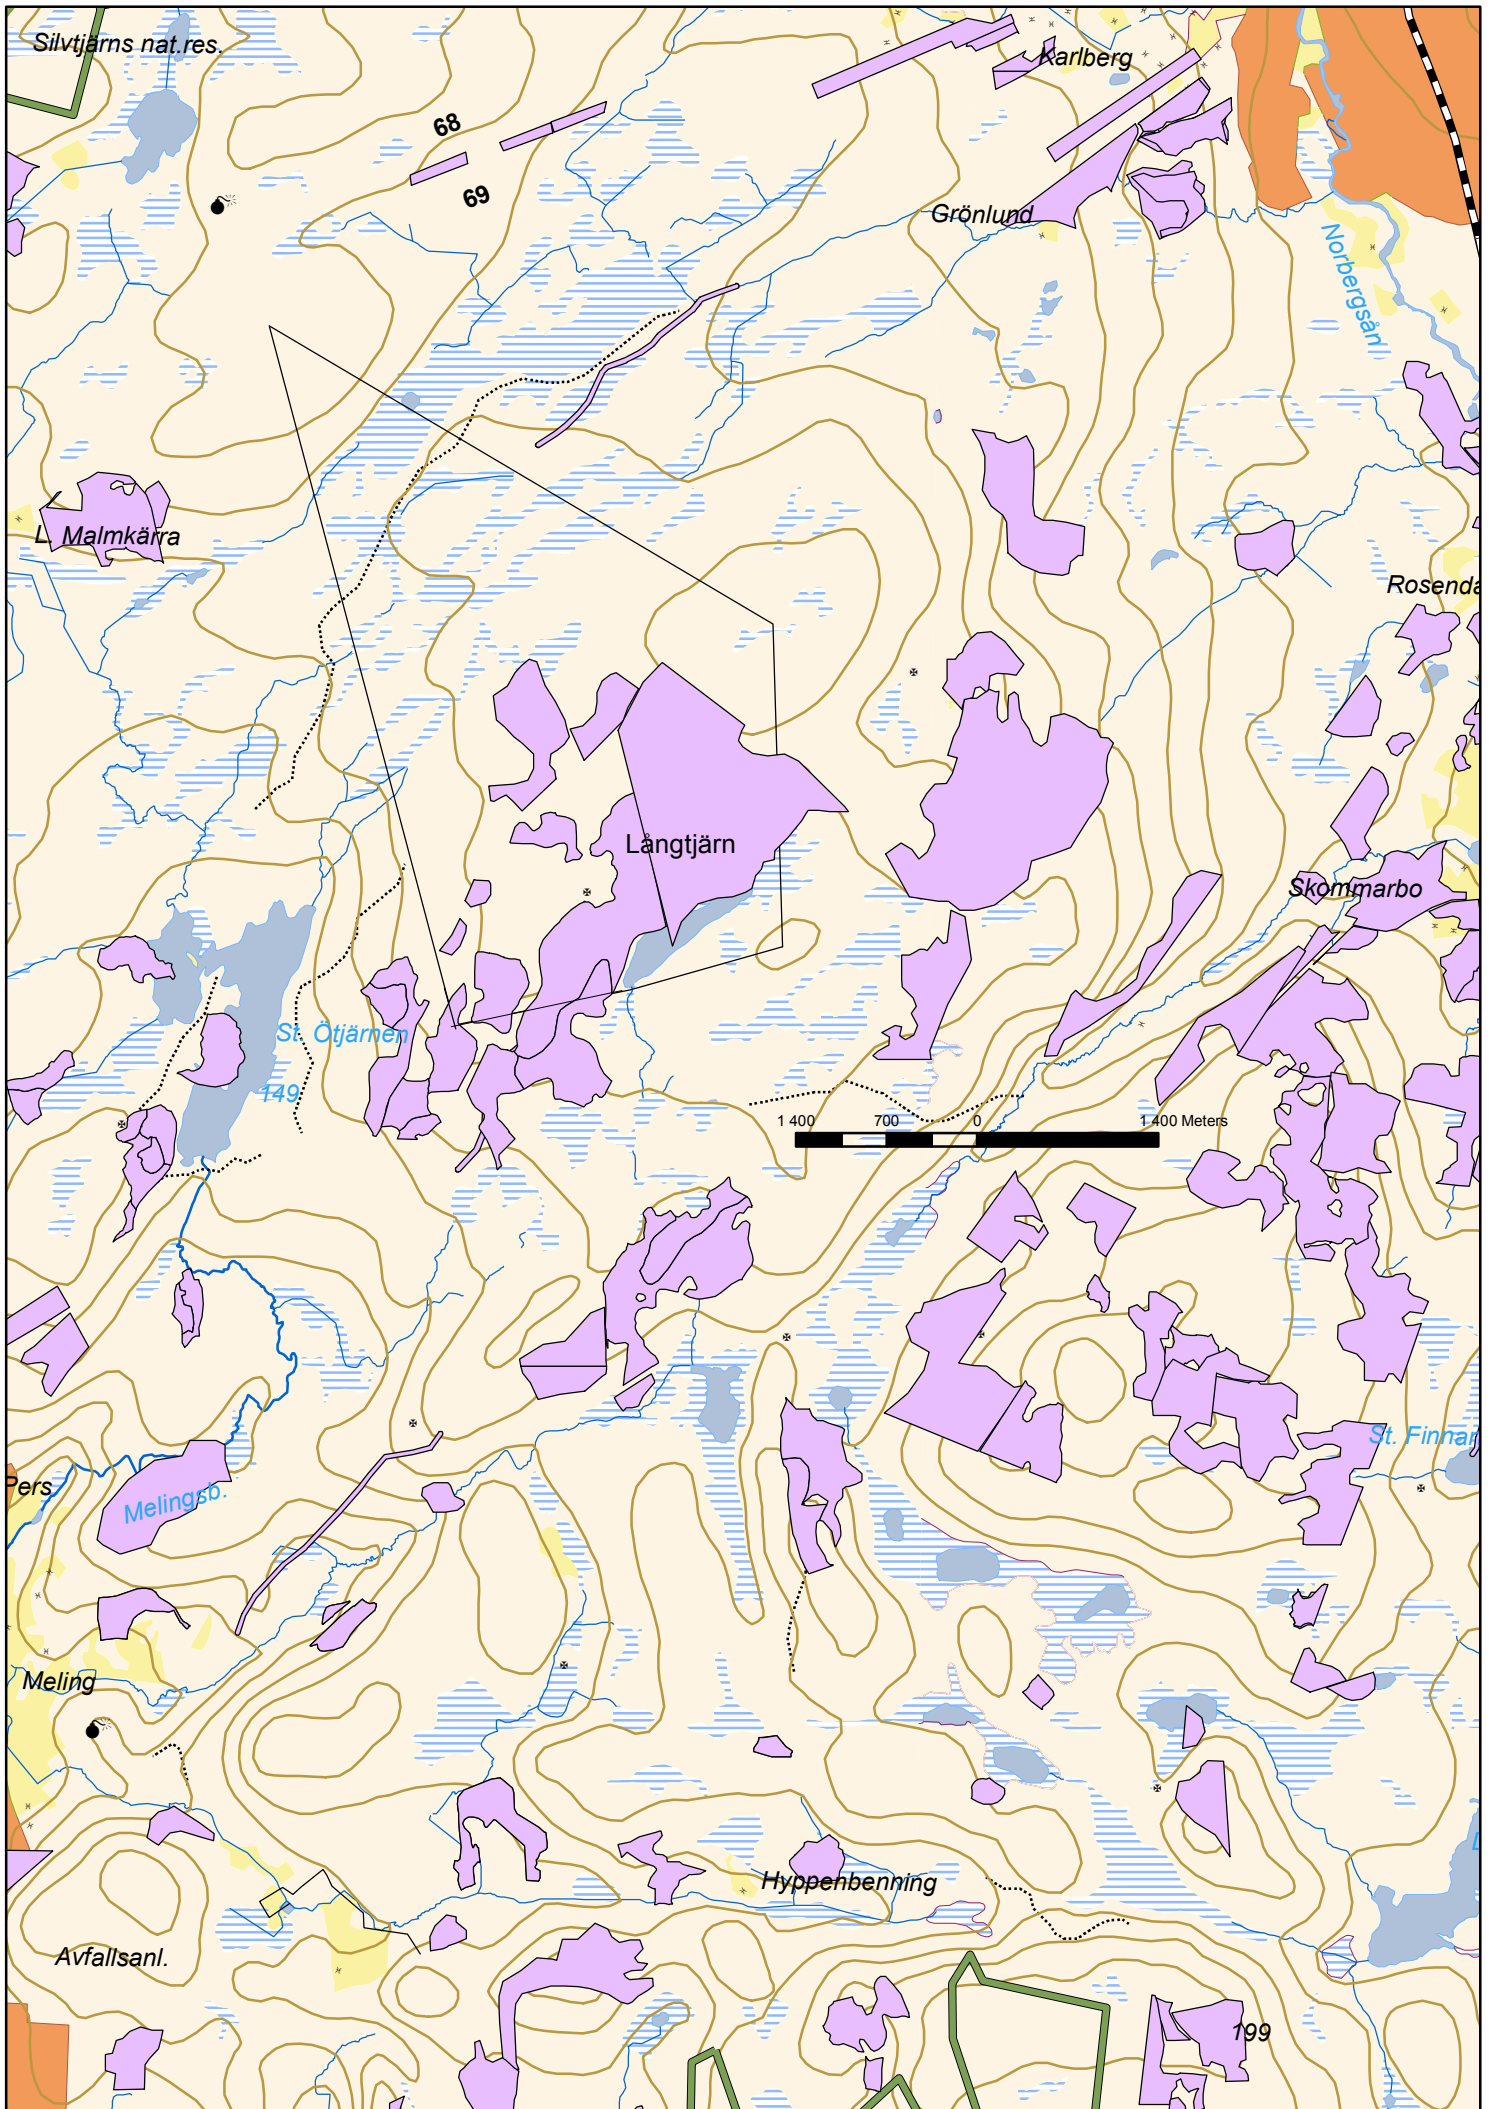 Silvtjärns nat.res.
Karlberg
68
69
Grönlund
Norbergsån
L. Malmkärra
Långtjärn
Skommarbo
St. Ötjärnen
149
1 400 700 0 1 400 Meters
St. Finnar
Pers
Melingsb.
Meling
Hyppenbenning
Avfallsanl.
199